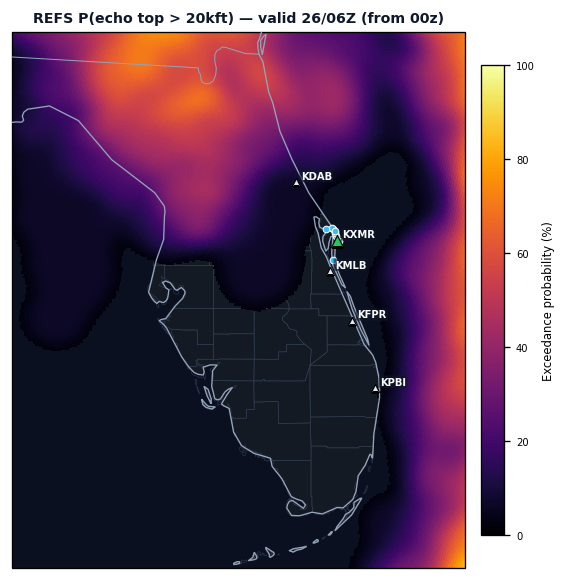 REFS P(echo top > 20kft) — valid 26/06Z (from 00z)
KDAB
KXMR
KMLB
KFPR
KPBI
100
80
60
40
20
0
Exceedance probability (%)